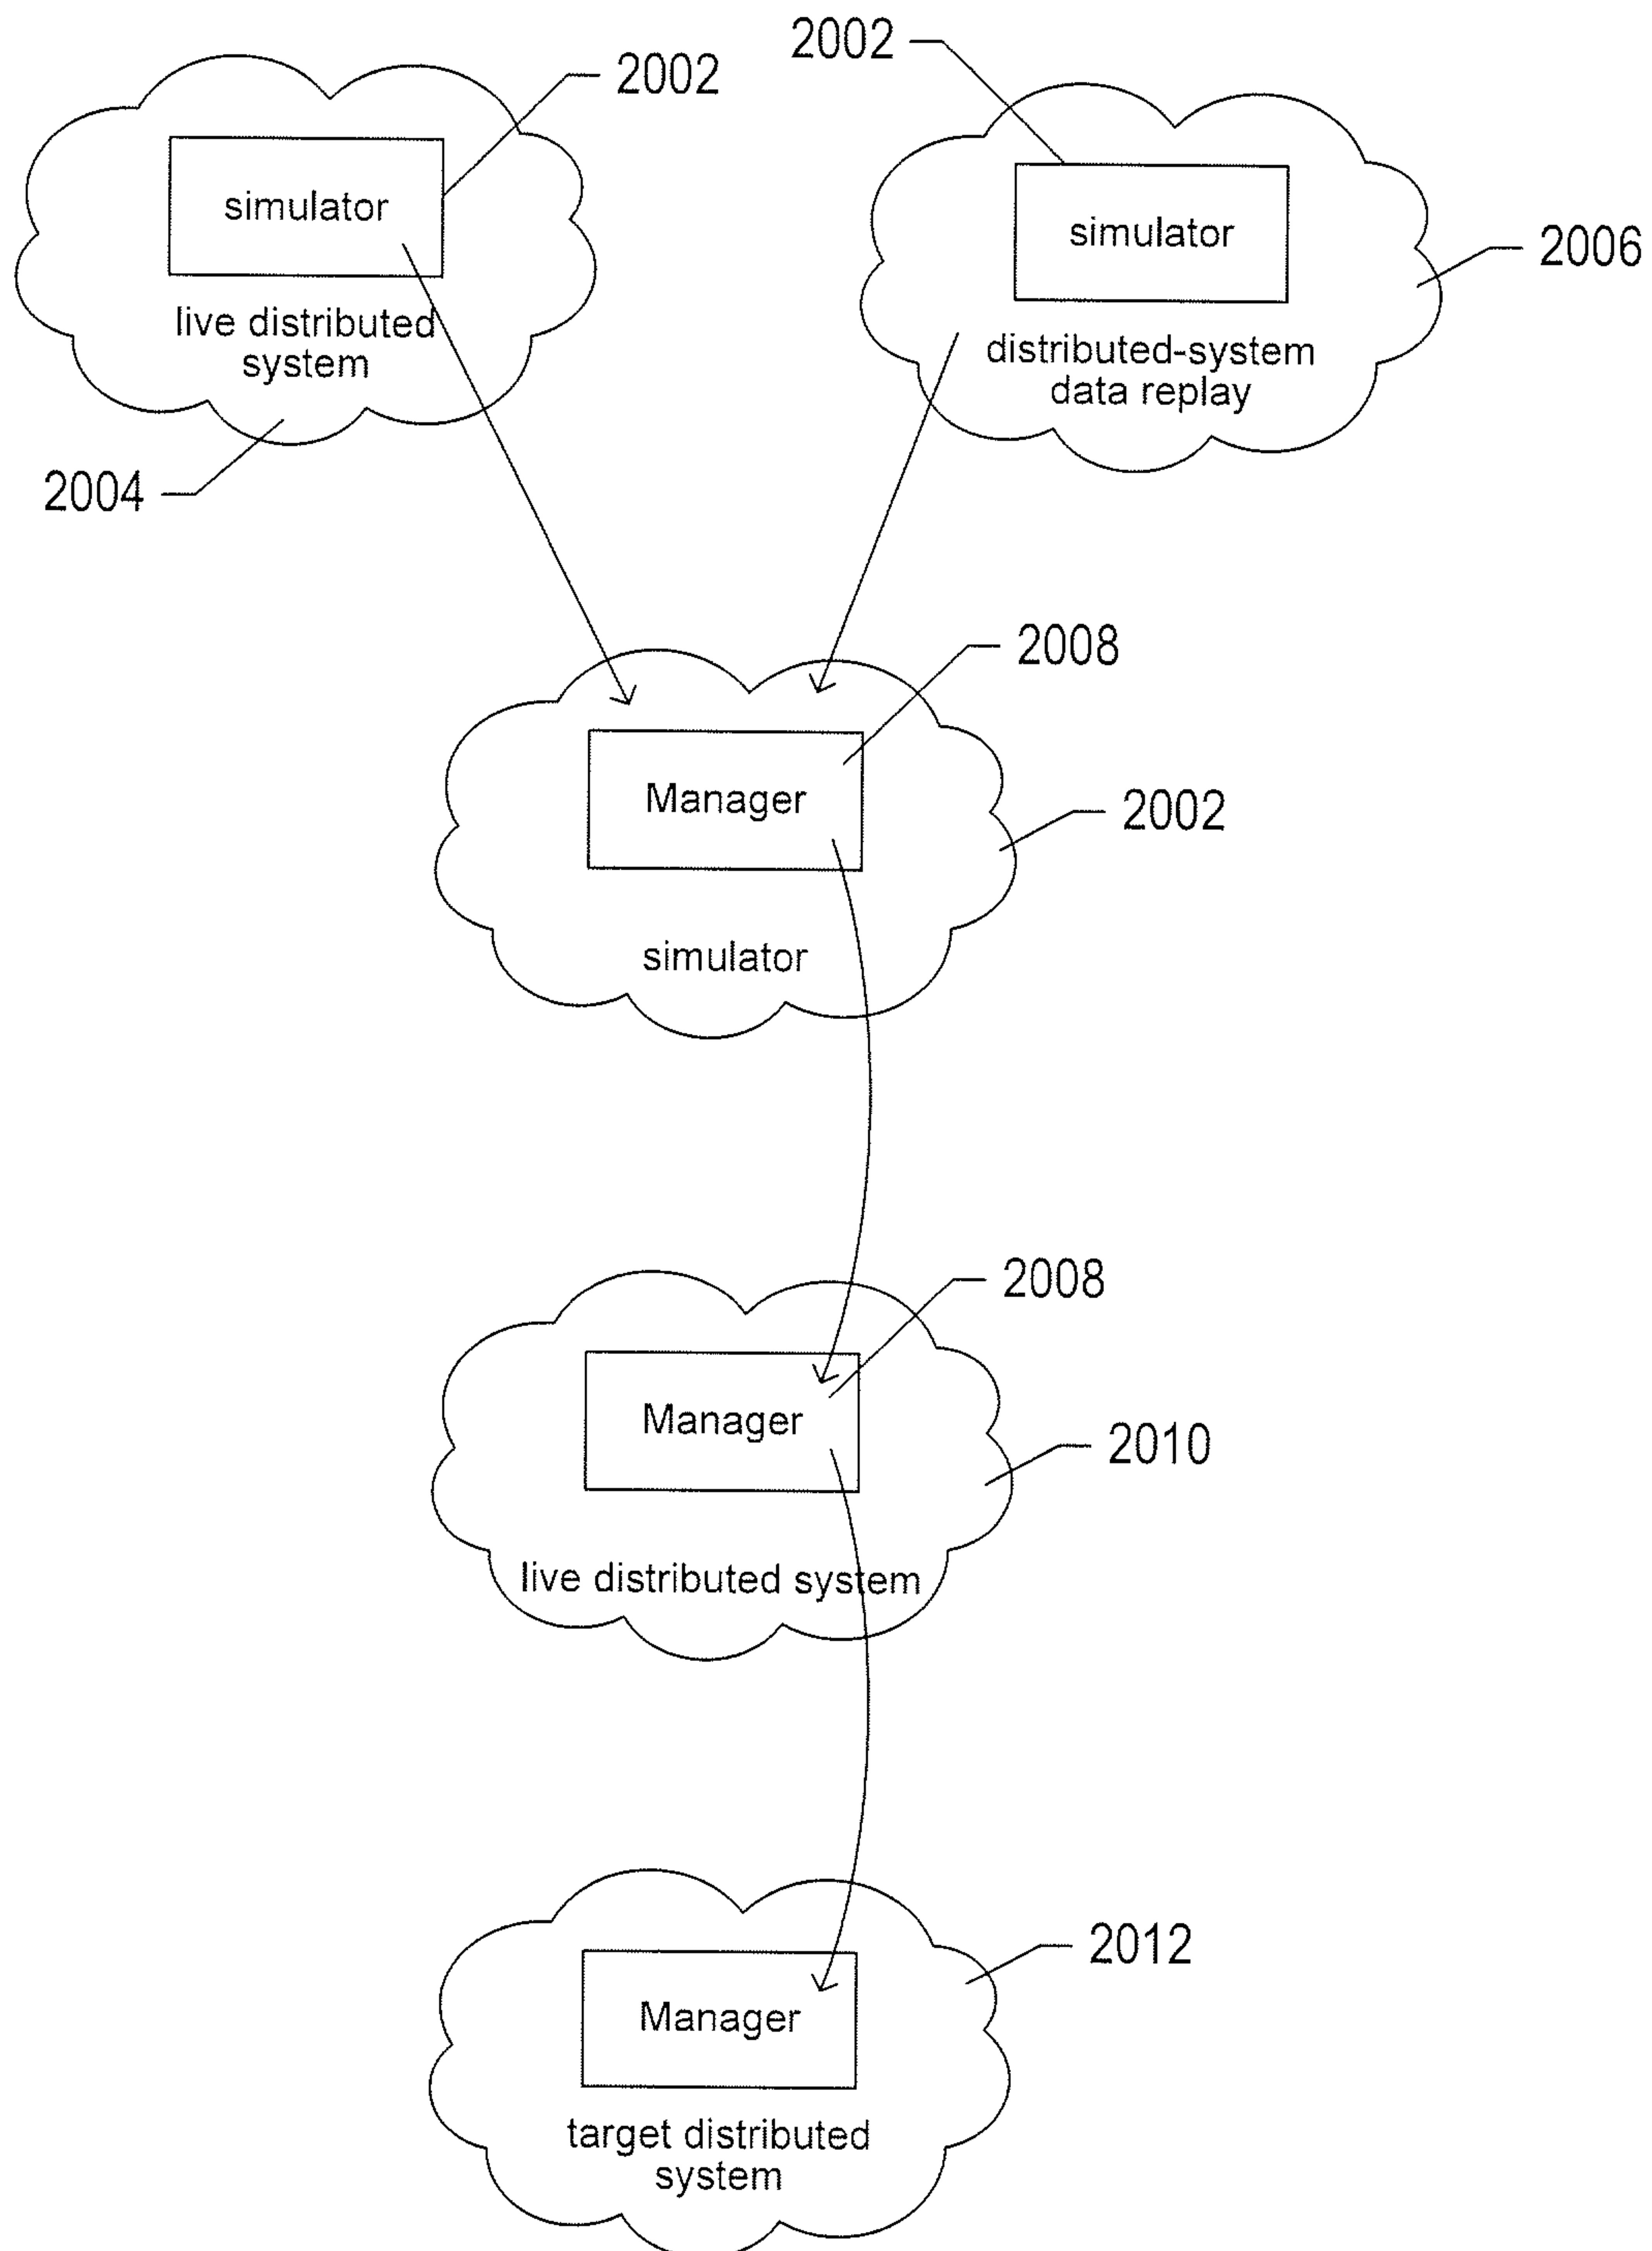 2002
2002
simulator
simulator
2006
live distributed
system
distributed-system
data replay
2004
2008
Manager
2002
simulator
2008
Manager
2010
live distributed system
2012
Manager
target distributed
system